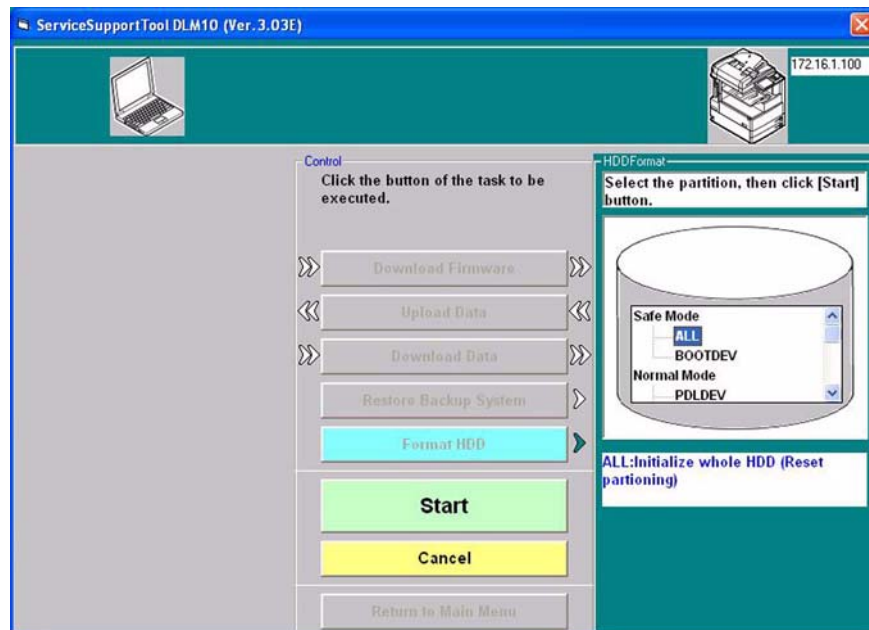 ServiceSupportTool DLM10 (Ver.3.03E)
172.16.1.100
Control
Click the button of the task to be
executed.
Download Firmware
Upload Data
Download Data
Restore Backup System
Format HDD
Start
Cancel
Return to Main Menu
HDDFormat
Select the partition, then click [Start]
button.
Safe Mode
ALL
BOOTDEV
Normal Mode
PDLDEV
ALL:Initialize whole HDD (Reset
partioning)